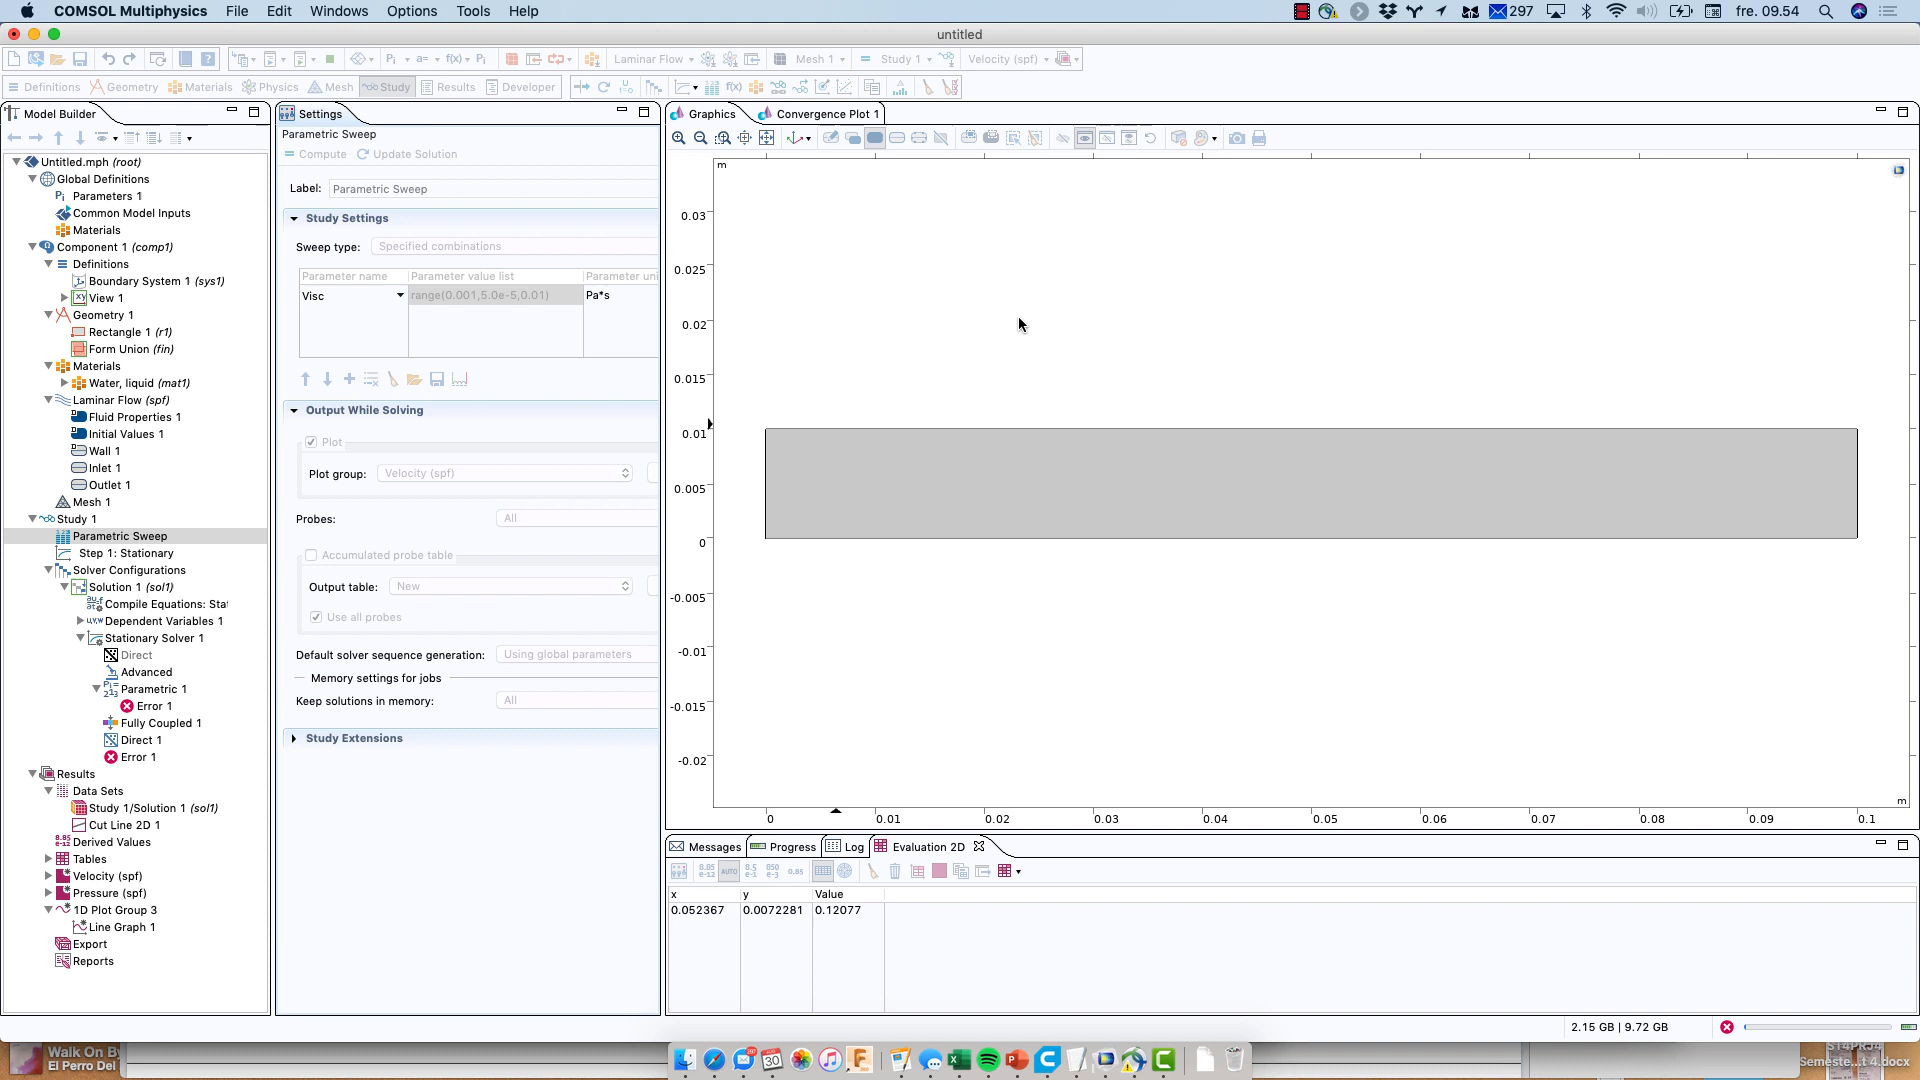 COMSOL Multiphysics File Edit Windows Options Tools Help 297 fre. 09.54
untitled
Laminar Flow Mesh 1 Study 1 Velocity (spf)
Definitions Geometry Materials Physics Mesh Study Results Developer
Model Builder
Untitled.mph (root)
Global Definitions
Parameters 1
Common Model Inputs
Materials
Component 1 (comp1)
Definitions
Boundary System 1 (sys1)
View 1
Geometry 1
Rectangle 1 (r1)
Form Union (fin)
Materials
Water, liquid (mat1)
Laminar Flow (spf)
Fluid Properties 1
Initial Values 1
Wall 1
Inlet 1
Outlet 1
Mesh 1
Study 1
Parametric Sweep
Step 1: Stationary
Solver Configurations
Solution 1 (sol1)
Compile Equations: Stat
Dependent Variables 1
Stationary Solver 1
Direct
Advanced
Parametric 1
Error 1
Fully Coupled 1
Direct 1
Error 1
Results
Data Sets
Study 1/Solution 1 (sol1)
Cut Line 2D 1
Derived Values
Tables
Velocity (spf)
Pressure (spf)
1D Plot Group 3
Line Graph 1
Export
Reports
Settings
Parametric Sweep
Compute Update Solution
Label: Parametric Sweep
Study Settings
Sweep type: Specified combinations
Parameter name Parameter value list Parameter uni
Visc range(0.001,5.0e-5,0.01) Pa*s
Output While Solving
Plot
Plot group: Velocity (spf)
Probes: All
Accumulated probe table
Output table: New
Use all probes
Default solver sequence generation: Using global parameters
Memory settings for jobs
Keep solutions in memory: All
Study Extensions
Graphics Convergence Plot 1
m
0.03
0.025
0.02
0.015
0.01
0.005
0
-0.005
-0.01
-0.015
-0.02
m
0 0.01 0.02 0.03 0.04 0.05 0.06 0.07 0.08 0.09 0.1
Messages Progress Log Evaluation 2D
x y Value
0.052367 0.0072281 0.12077
2.15 GB | 9.72 GB
Walk On By
El Perro Del
ST4PRJ4
Semeste...t 4.docx